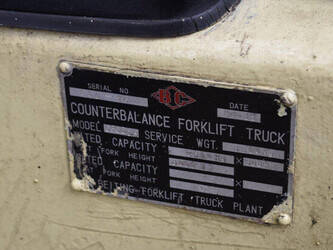 SERIAL NO
BC
DATE
COUNTERBALANCE FORKLIFT TRUCK
MODEL SERVICE WGT.
RATED CAPACITY
FORK HEIGHT
RATED CAPACITY
FORK HEIGHT
BEIJING FORKLIFT TRUCK PLANT